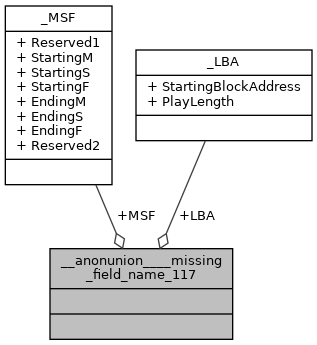 _MSF
+ Reserved1
+ StartingM
+ StartingS
+ StartingF
+ EndingM
+ EndingS
+ EndingF
+ Reserved2
_LBA
+ StartingBlockAddress
+ PlayLength
+MSF
+LBA
__anonunion____missing
_field_name_117